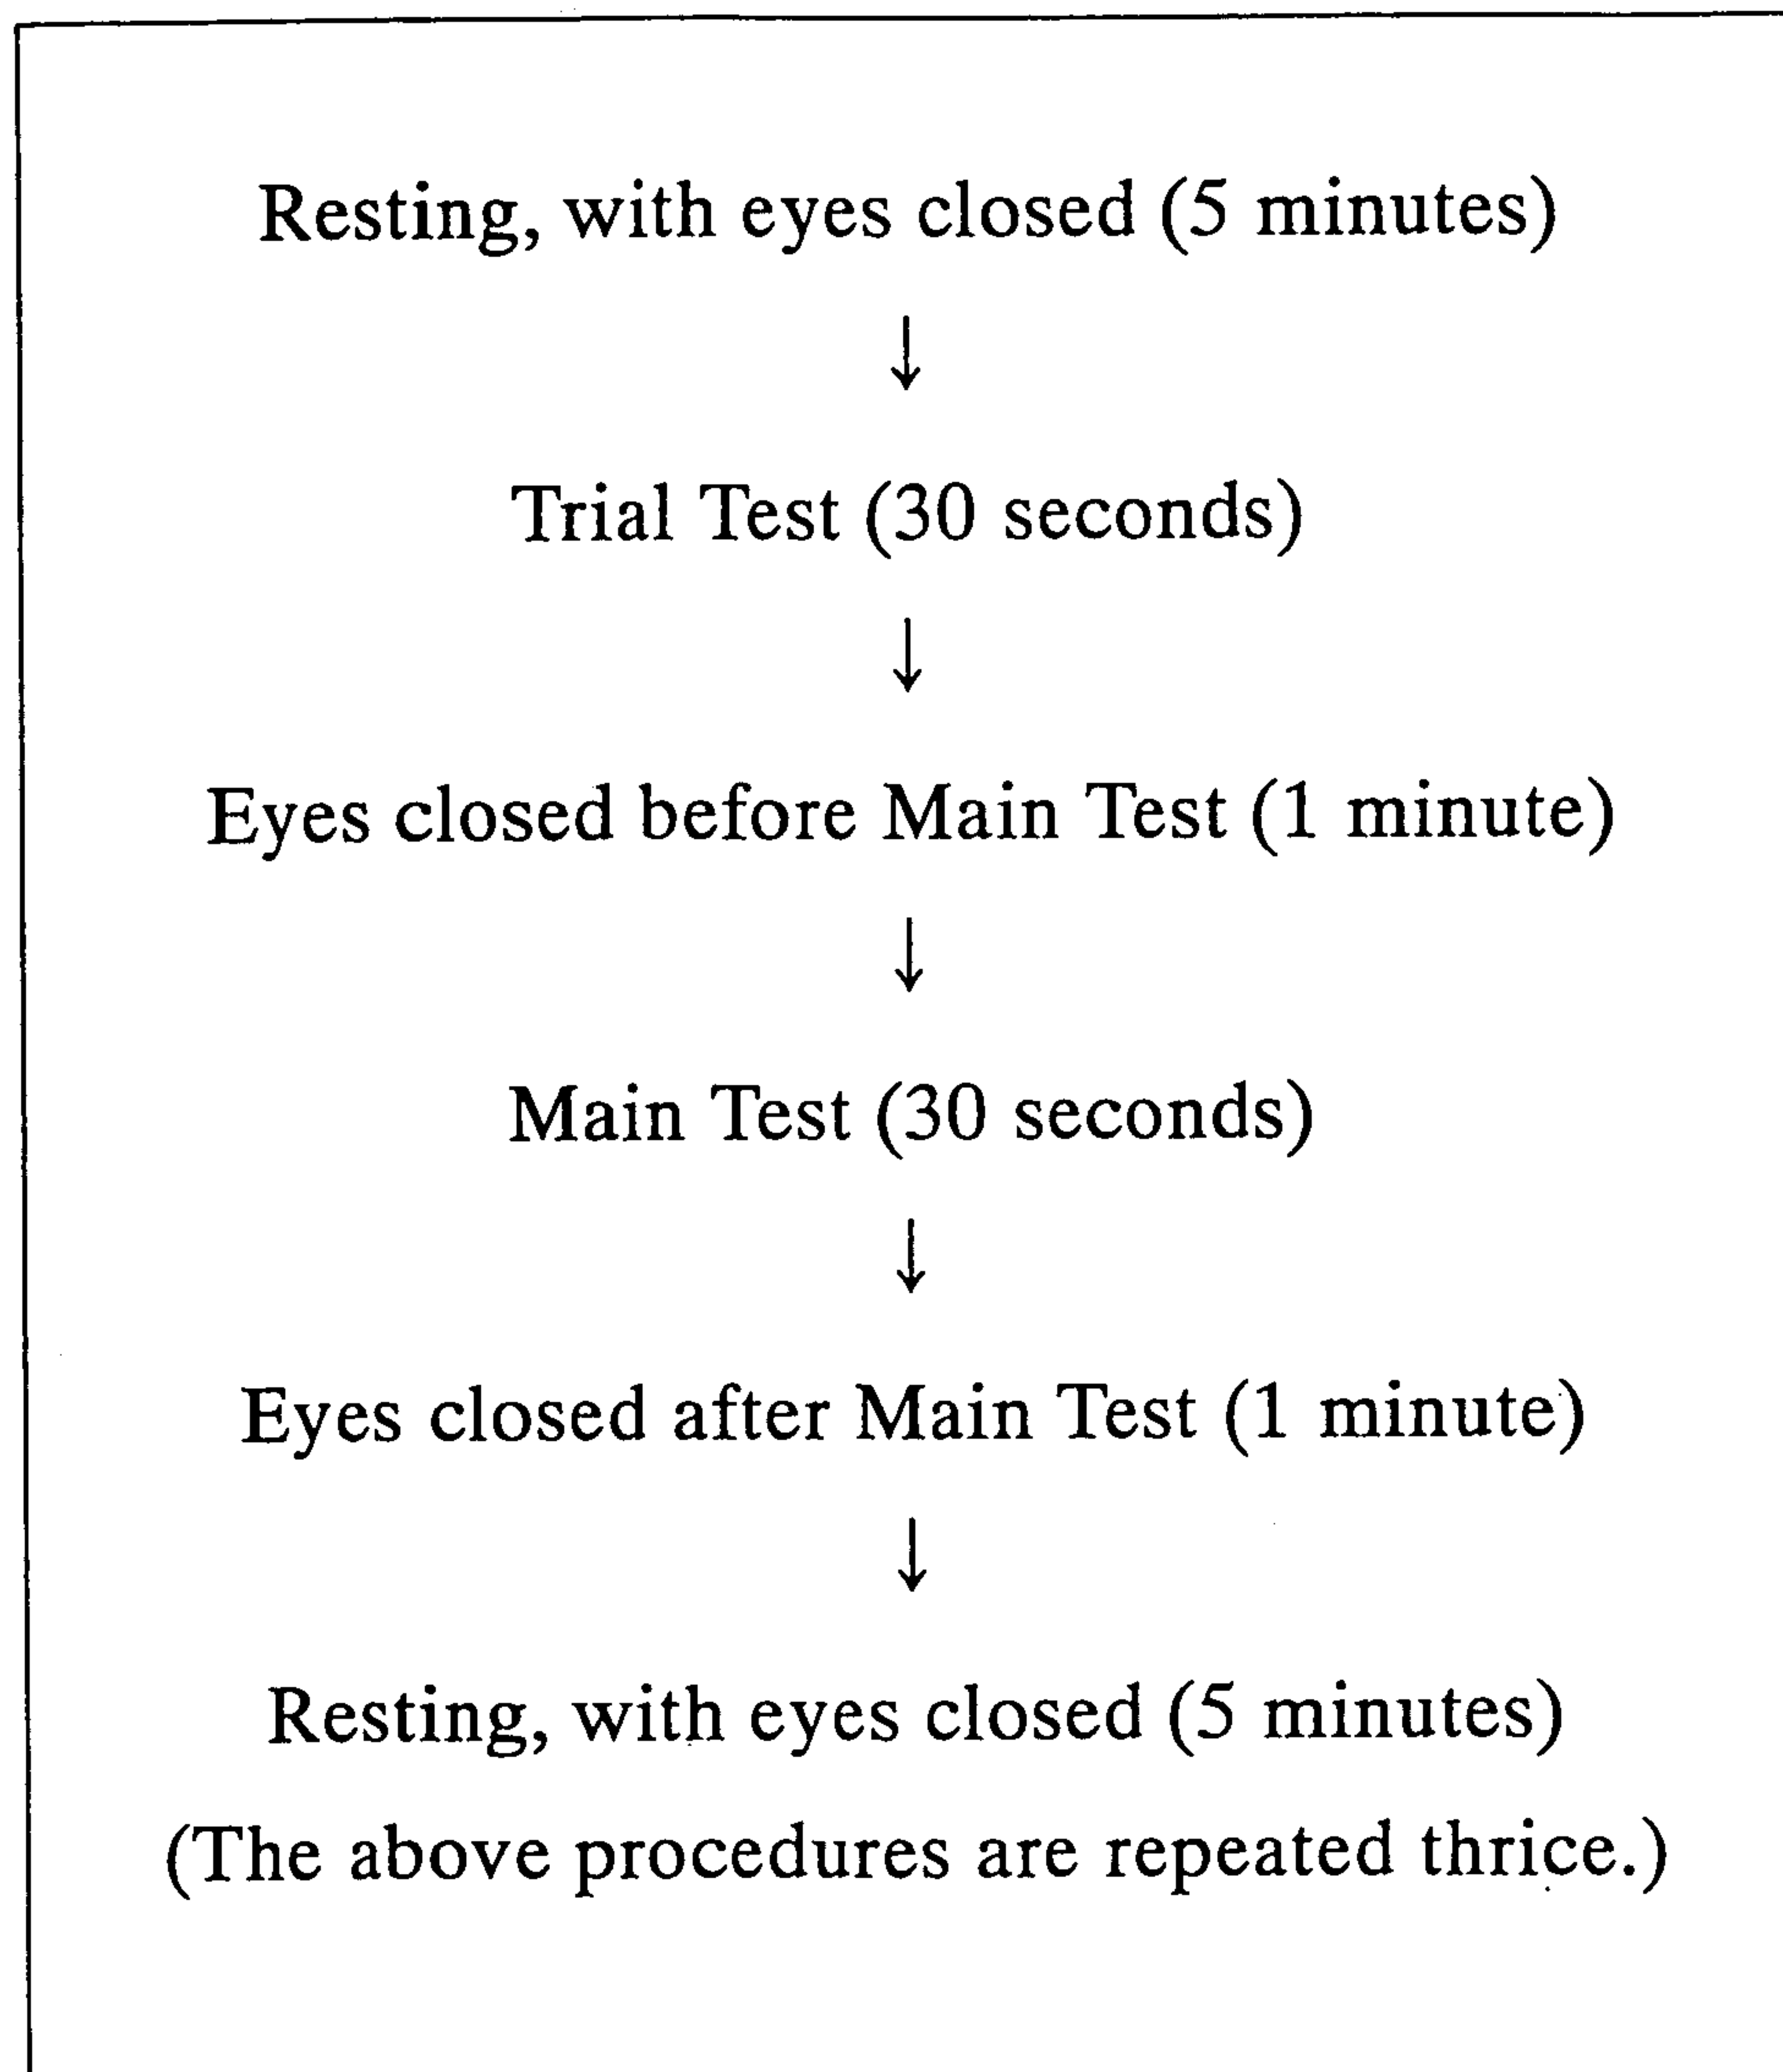 Resting, with eyes closed (5 minutes)
↓
Trial Test (30 seconds)
↓
Eyes closed before Main Test (1 minute)
↓
Main Test (30 seconds)
↓
Eyes closed after Main Test (1 minute)
↓
Resting, with eyes closed (5 minutes)
(The above procedures are repeated thrice.)